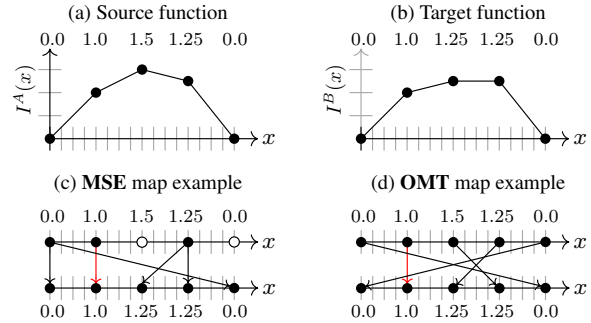 (a) Source function
0.0 1.0 1.5 1.25 0.0
I^A(x)
x
(b) Target function
0.0 1.0 1.25 1.25 0.0
I^B(x)
x
(c) MSE map example
0.0 1.0 1.5 1.25 0.0
x
x
0.0 1.0 1.25 1.25 0.0
(d) OMT map example
0.0 1.0 1.5 1.25 0.0
x
x
0.0 1.0 1.25 1.25 0.0